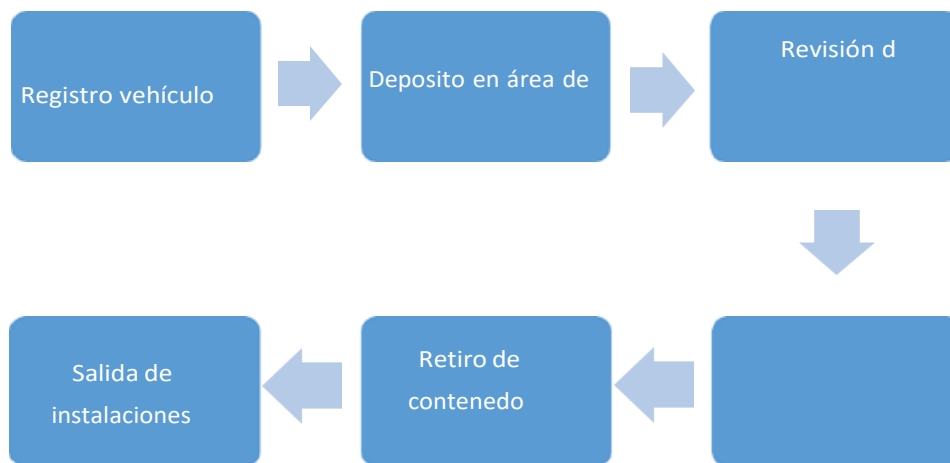 Registro vehículo
Deposito en área de
Revisión d
Retiro de
contenedo
Salida de
instalaciones